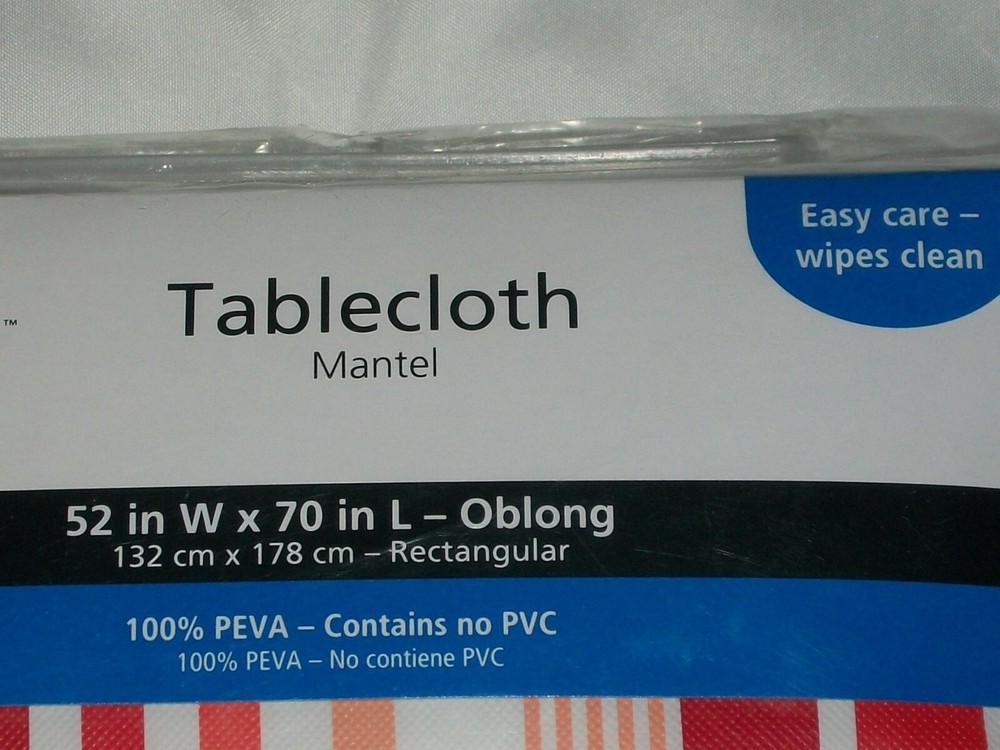 Easy care –
wipes clean
™
Tablecloth
Mantel
52 in W x 70 in L – Oblong
132 cm x 178 cm – Rectangular
100% PEVA – Contains no PVC
100% PEVA – No contiene PVC